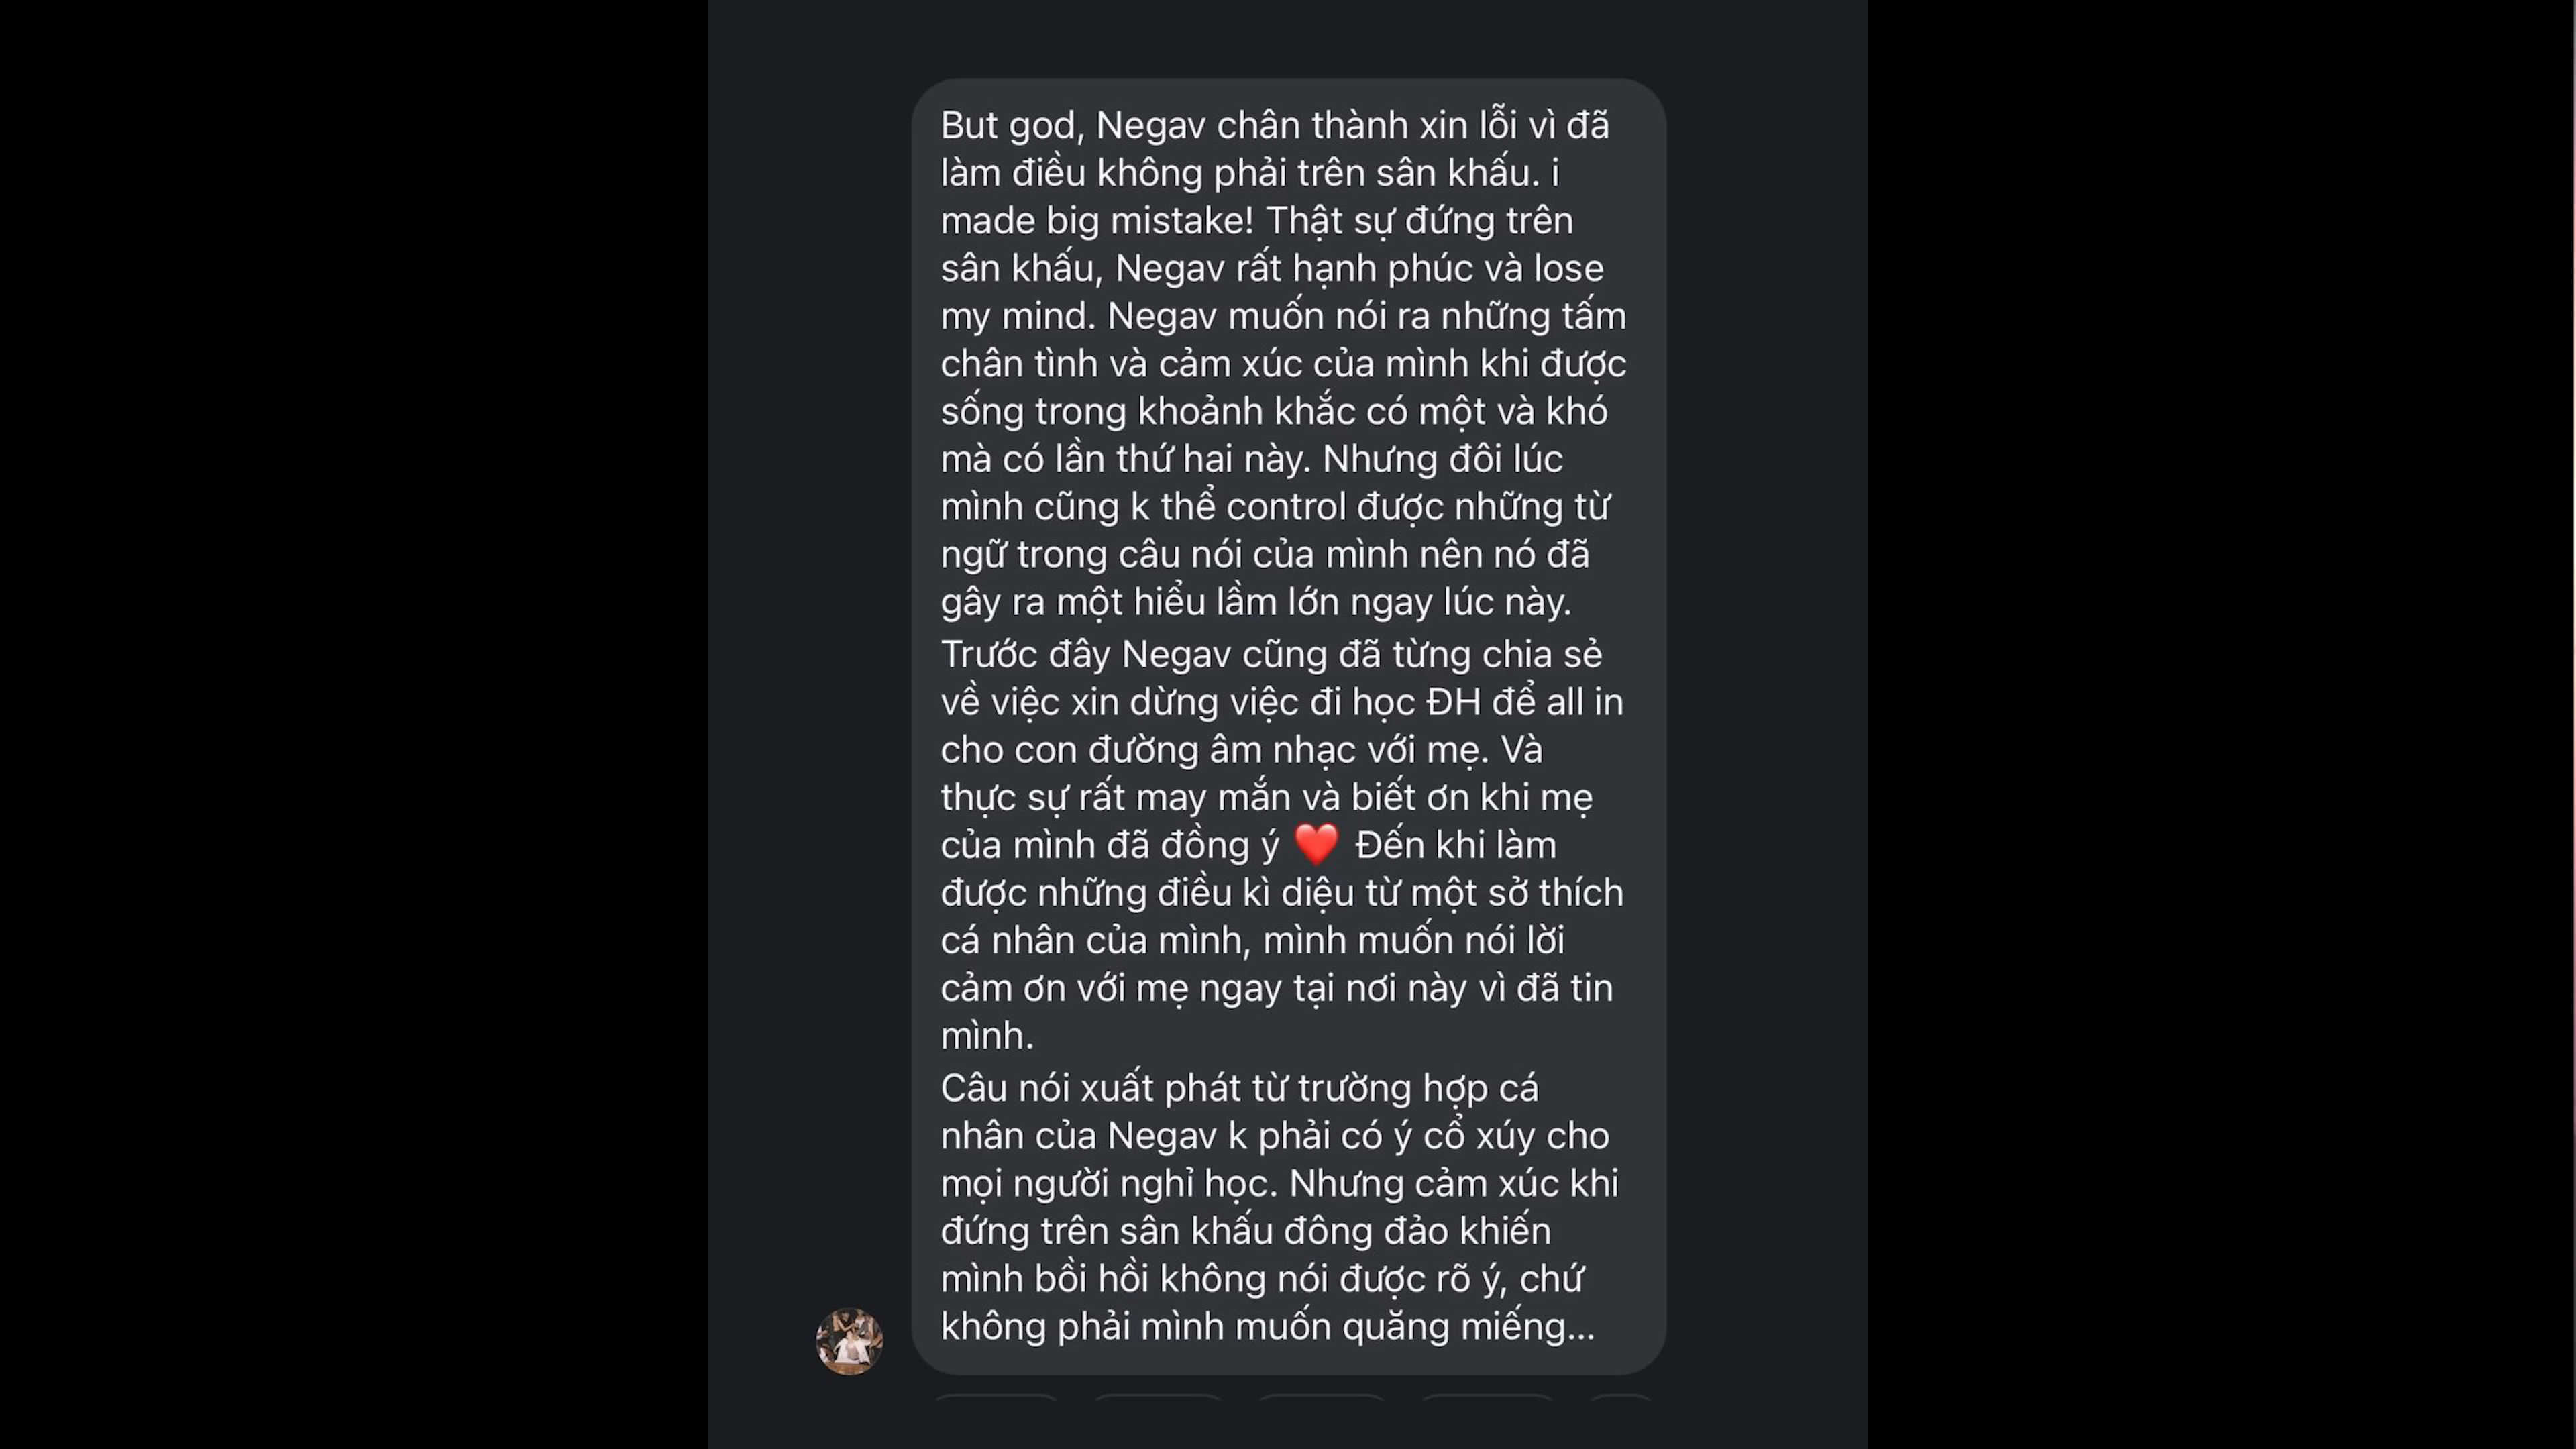 But god, Negav chân thành xin lỗi vì đã
làm điều không phải trên sân khấu. i
made big mistake! Thật sự đứng trên
sân khấu, Negav rất hạnh phúc và lose
my mind. Negav muốn nói ra những tấm
chân tình và cảm xúc của mình khi được
sống trong khoảnh khắc có một và khó
mà có lần thứ hai này. Nhưng đôi lúc
mình cũng k thể control được những từ
ngữ trong câu nói của mình nên nó đã
gây ra một hiểu lầm lớn ngay lúc này.
Trước đây Negav cũng đã từng chia sẻ
về việc xin dừng việc đi học ĐH để all in
cho con đường âm nhạc với mẹ. Và
thực sự rất may mắn và biết ơn khi mẹ
của mình đã đồng ý ❤️ Đến khi làm
được những điều kì diệu từ một sở thích
cá nhân của mình, mình muốn nói lời
cảm ơn với mẹ ngay tại nơi này vì đã tin
mình.
Câu nói xuất phát từ trường hợp cá
nhân của Negav k phải có ý cổ xúy cho
mọi người nghỉ học. Nhưng cảm xúc khi
đứng trên sân khấu đông đảo khiến
mình bồi hồi không nói được rõ ý, chứ
không phải mình muốn quăng miếng...